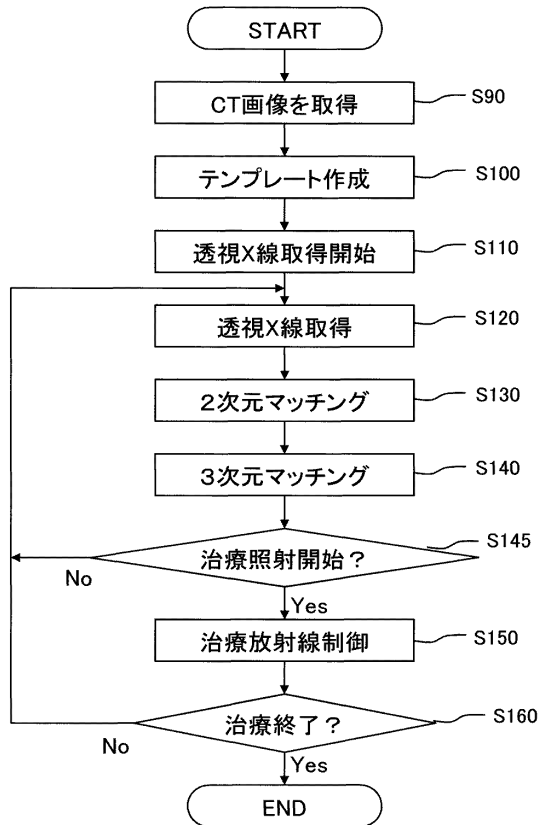 START
CT画像を取得
S90
テンプレート作成
S100
透視X線取得開始
S110
透視X線取得
S120
2次元マッチング
S130
3次元マッチング
S140
治療照射開始？
S145
No
Yes
治療放射線制御
S150
治療終了？
S160
No
Yes
END